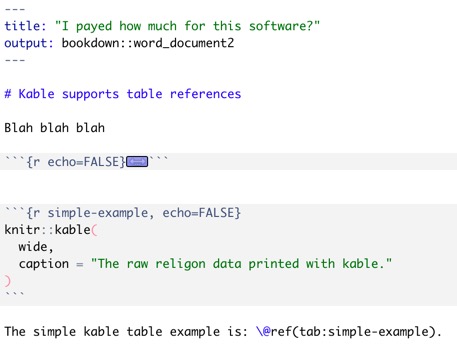 ---
title: "I payed how much for this software?"
output: bookdown::word_document2
---
# Kable supports table references
Blah blah blah
```{r echo=FALSE}```
```{r simple-example, echo=FALSE}
knitr::kable(
  wide,
  caption = "The raw religon data printed with kable."
)
```
The simple kable table example is: \@ref(tab:simple-example).